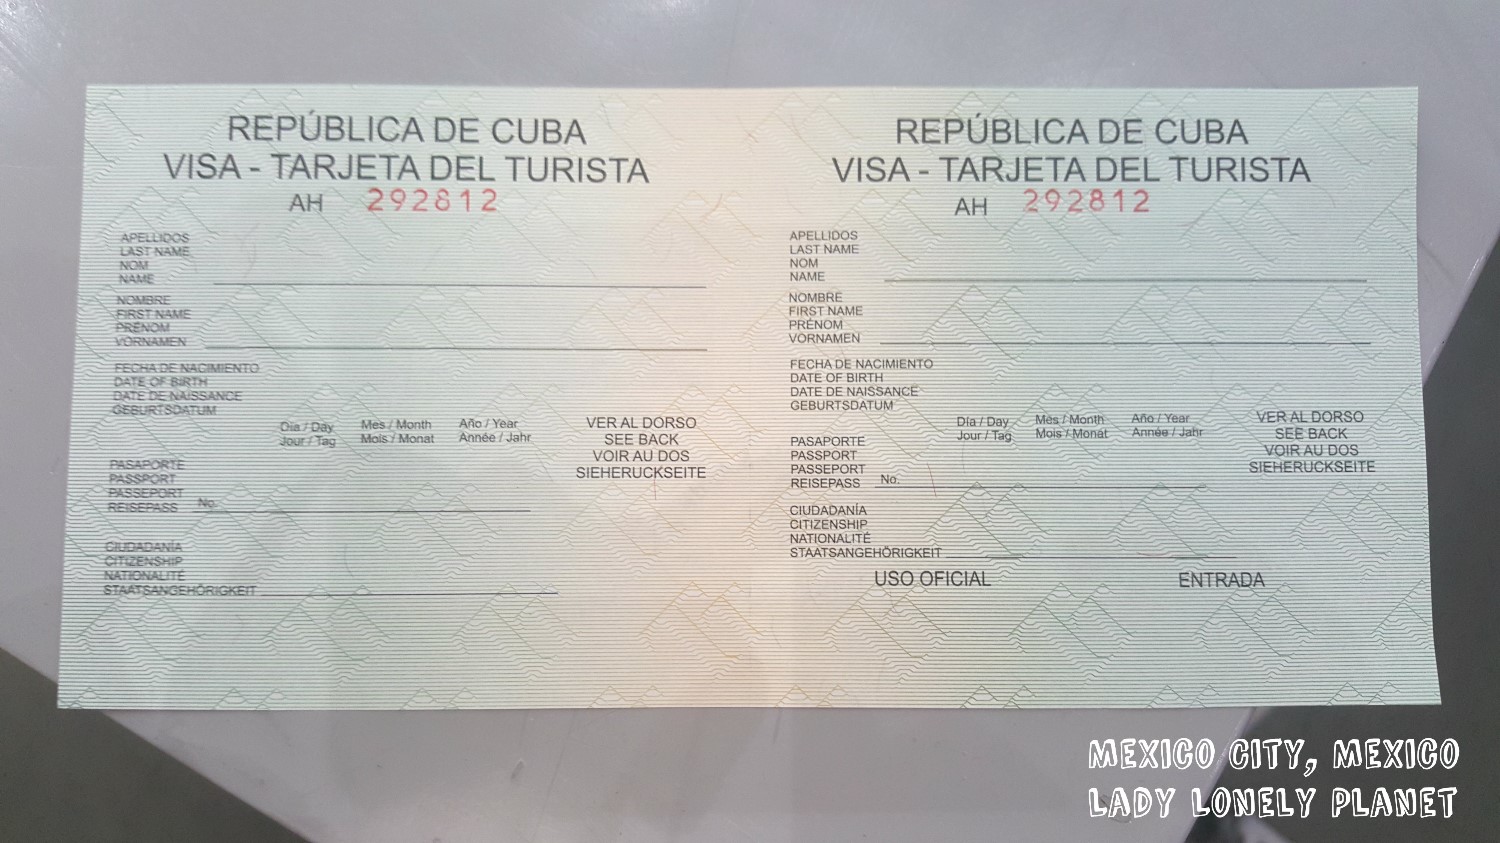 REPÚBLICA DE CUBA
VISA - TARJETA DEL TURISTA
AH 292812
APELLIDOS
LAST NAME
NOM
NAME
NOMBRE
FIRST NAME
PRÉNOM
VORNAMEN
FECHA DE NACIMIENTO
DATE OF BIRTH
DATE DE NAISSANCE
GEBURTSDATUM
Día / Day Mes / Month Año / Year
Jour / Tag Mois / Monat Année / Jahr
VER AL DORSO
SEE BACK
VOIR AU DOS
SIEHERUCKSEITE
PASAPORTE
PASSPORT
PASSEPORT
REISEPASS No.
CIUDADANÍA
CITIZENSHIP
NATIONALITÉ
STAATSANGEHÖRIGKEIT
REPÚBLICA DE CUBA
VISA - TARJETA DEL TURISTA
AH 292812
APELLIDOS
LAST NAME
NOM
NAME
NOMBRE
FIRST NAME
PRÉNOM
VORNAMEN
FECHA DE NACIMIENTO
DATE OF BIRTH
DATE DE NAISSANCE
GEBURTSDATUM
Día / Day Mes / Month Año / Year
Jour / Tag Mois / Monat Année / Jahr
VER AL DORSO
SEE BACK
VOIR AU DOS
SIEHERUCKSEITE
PASAPORTE
PASSPORT
PASSEPORT
REISEPASS No.
CIUDADANÍA
CITIZENSHIP
NATIONALITÉ
STAATSANGEHÖRIGKEIT
USO OFICIAL ENTRADA
MEXICO CITY, MEXICO
LADY LONELY PLANET